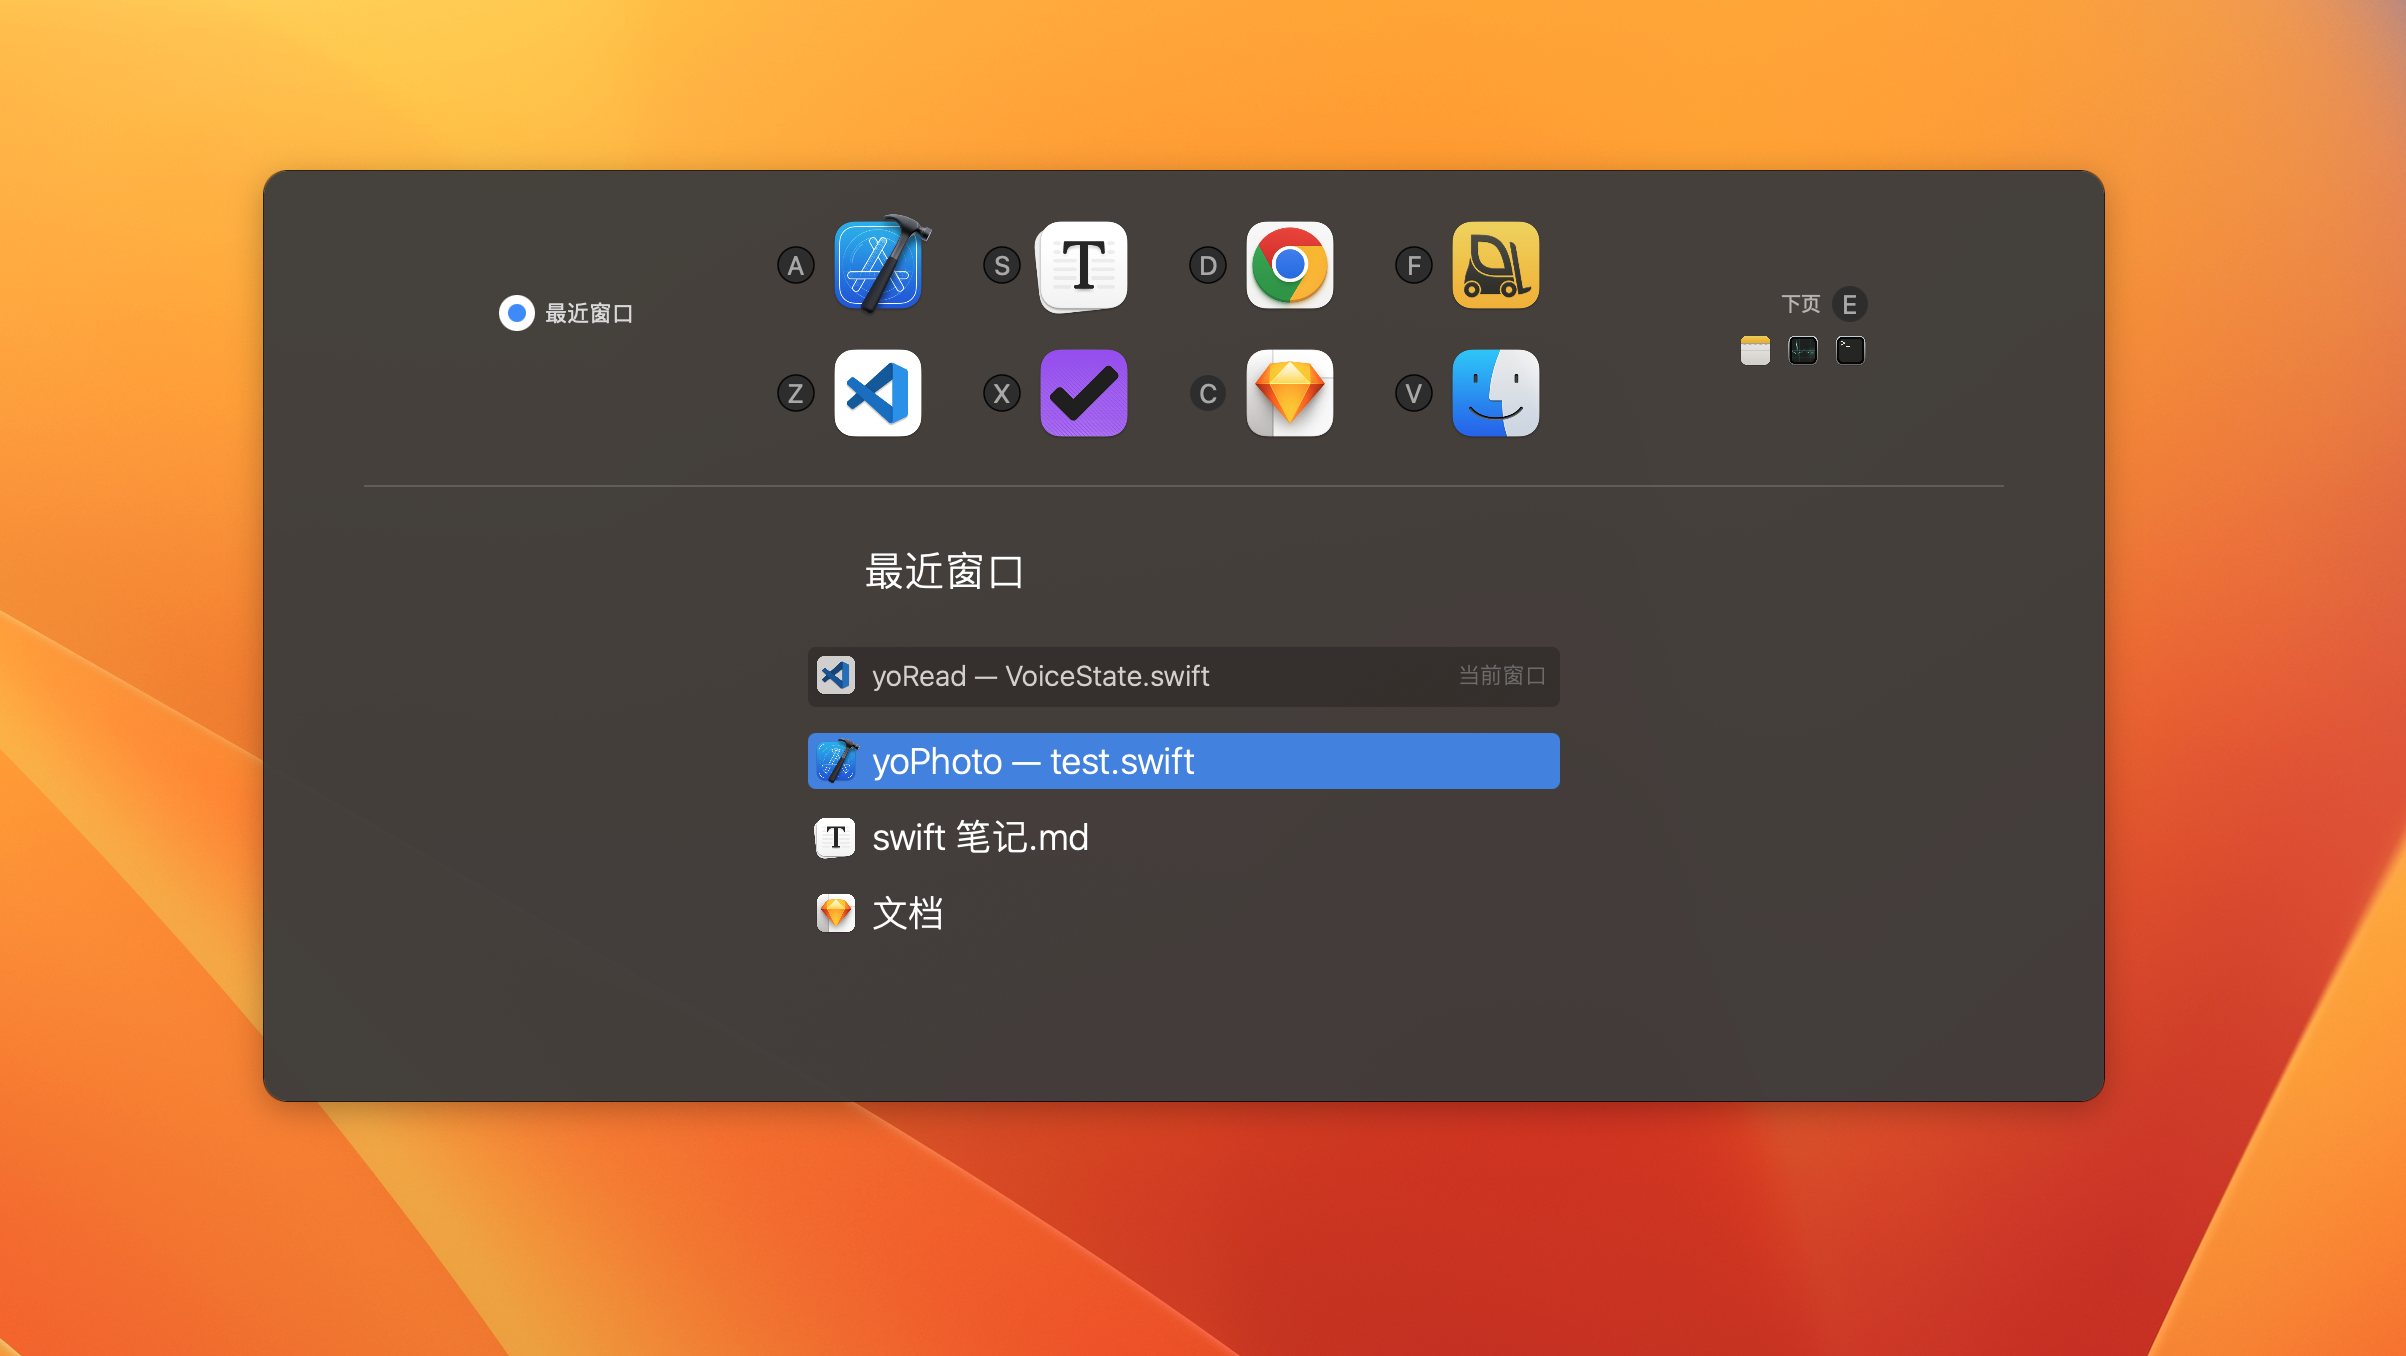 A
S
D
F
最近窗口
下页 E
Z
X
C
V
最近窗口
yoRead — VoiceState.swift 当前窗口
yoPhoto — test.swift
swift 笔记.md
文档